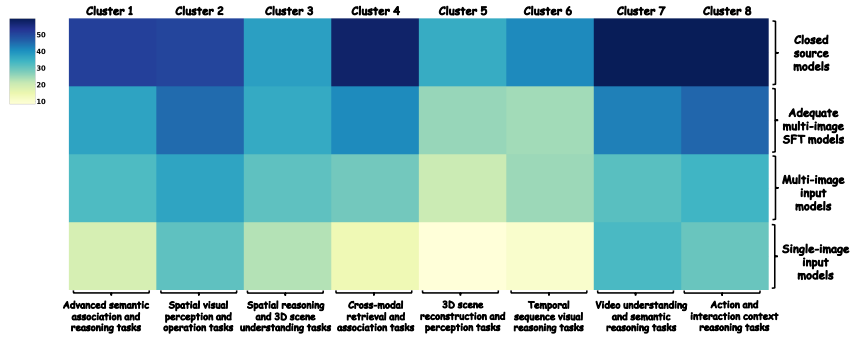 Cluster 1 Cluster 2 Cluster 3 Cluster 4 Cluster 5 Cluster 6 Cluster 7 Cluster 8
50
40
30
20
10
Closed
source
models
Adequate
multi-image
SFT models
Multi-image
input
models
Single-image
input
models
Advanced semantic
association and
reasoning tasks
Spatial visual
perception and
operation tasks
Spatial reasoning
and 3D scene
understanding tasks
Cross-modal
retrieval and
association tasks
3D scene
reconstruction and
perception tasks
Temporal
sequence visual
reasoning tasks
Video understanding
and semantic
reasoning tasks
Action and
interaction context
reasoning tasks